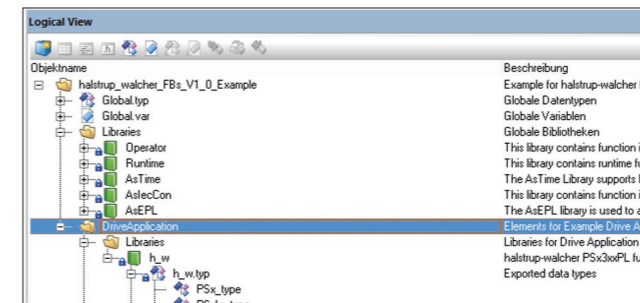 Logical View
Objektname Beschreibung
halstrup_walcher_FBs_V1_0_Example Example for halstrup-walcher
Global.typ Globale Datentypen
Global.var Globale Variablen
Libraries Globale Bibliotheken
Operator This library contains function
Runtime This library contains runtime
AsTime The AsTime Library supports
AsIecCon This library contains function
AsEPL The AsEPL library is used to
DriveApplication Elements for Example Drive
Libraries Libraries for Drive Application
h_w halstrup-walcher PSx3xxPL
h_w.typ Exported data types
PSx_type